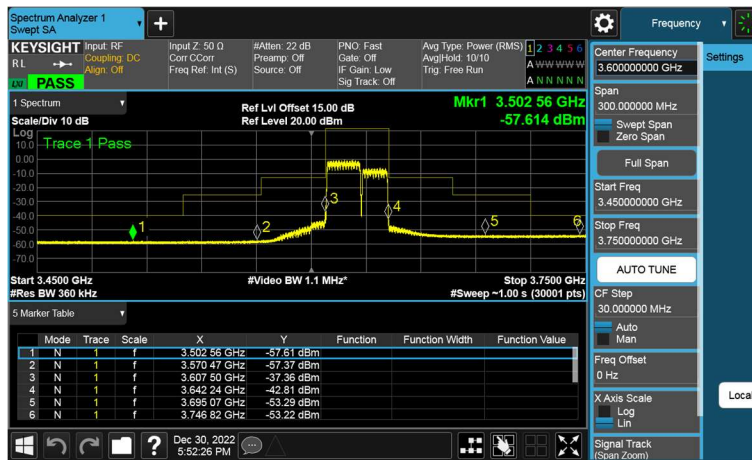 Spectrum Analyzer 1
Swept SA
Frequency
KEYSIGHT
RL
LXI
PASS
Input: RF
Coupling: DC
Align: Off
Input Z: 50 Ω
Corr CCorr
Freq Ref: Int (S)
#Atten: 22 dB
Preamp: Off
Source: Off
PNO: Fast
Gate: Off
IF Gain: Low
Sig Track: Off
Avg Type: Power (RMS)
Avg|Hold: 10/10
Trig: Free Run
1 2 3 4 5 6
A W W W W W
A N N N N N
1 Spectrum
Scale/Div 10 dB
Ref Lvl Offset 15.00 dB
Ref Level 20.00 dBm
Mkr1 3.502 56 GHz
-57.614 dBm
Log
Trace 1 Pass
10.0
0.00
-10.0
-20.0
-30.0
-40.0
-50.0
-60.0
-70.0
1
2
3
4
5
6
Start 3.4500 GHz
#Res BW 360 kHz
#Video BW 1.1 MHz*
Stop 3.7500 GHz
#Sweep ~1.00 s (30001 pts)
5 Marker Table
Mode Trace Scale X Y Function Function Width Function Value
1 N 1 f 3.502 56 GHz -57.61 dBm
2 N 1 f 3.570 47 GHz -57.37 dBm
3 N 1 f 3.607 50 GHz -37.36 dBm
4 N 1 f 3.642 24 GHz -42.81 dBm
5 N 1 f 3.695 07 GHz -53.29 dBm
6 N 1 f 3.746 82 GHz -53.22 dBm
?
Dec 30, 2022
5:52:26 PM
Center Frequency
3.600000000 GHz
Settings
Span
300.000000 MHz
Swept Span
Zero Span
Full Span
Start Freq
3.450000000 GHz
Stop Freq
3.750000000 GHz
AUTO TUNE
CF Step
30.000000 MHz
Auto
Man
Freq Offset
0 Hz
X Axis Scale
Log
Lin
Local
Signal Track
(Span Zoom)